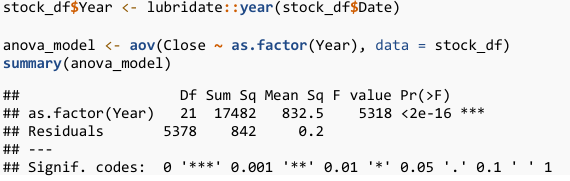 stock_df$Year <- lubridate::year(stock_df$Date)
anova_model <- aov(Close ~ as.factor(Year), data = stock_df)
summary(anova_model)
##                   Df Sum Sq Mean Sq F value Pr(>F)
## as.factor(Year)   21  17482   832.5    5318 <2e-16 ***
## Residuals       5378    842     0.2
## ---
## Signif. codes:  0 '***' 0.001 '**' 0.01 '*' 0.05 '.' 0.1 ' ' 1